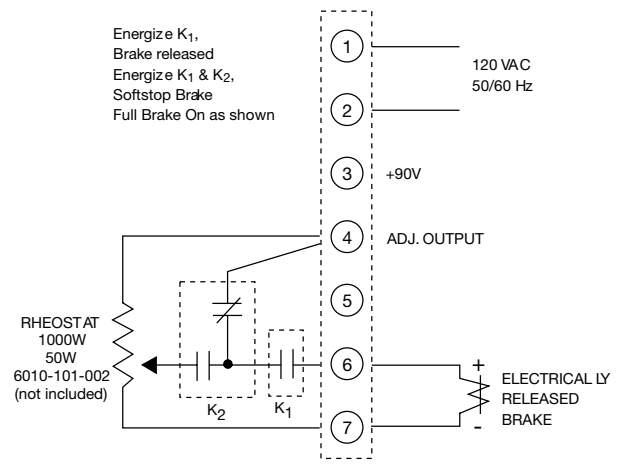 Energize K1,
Brake released
Energize K1 & K2,
Softstop Brake
Full Brake On as shown
1
2
3
4
5
6
7
120 VAC
50/60 Hz
+90V
ADJ. OUTPUT
RHEOSTAT
1000W
50W
6010-101-002
(not included)
K2
K1
+
-
ELECTRICAL LY
RELEASED
BRAKE